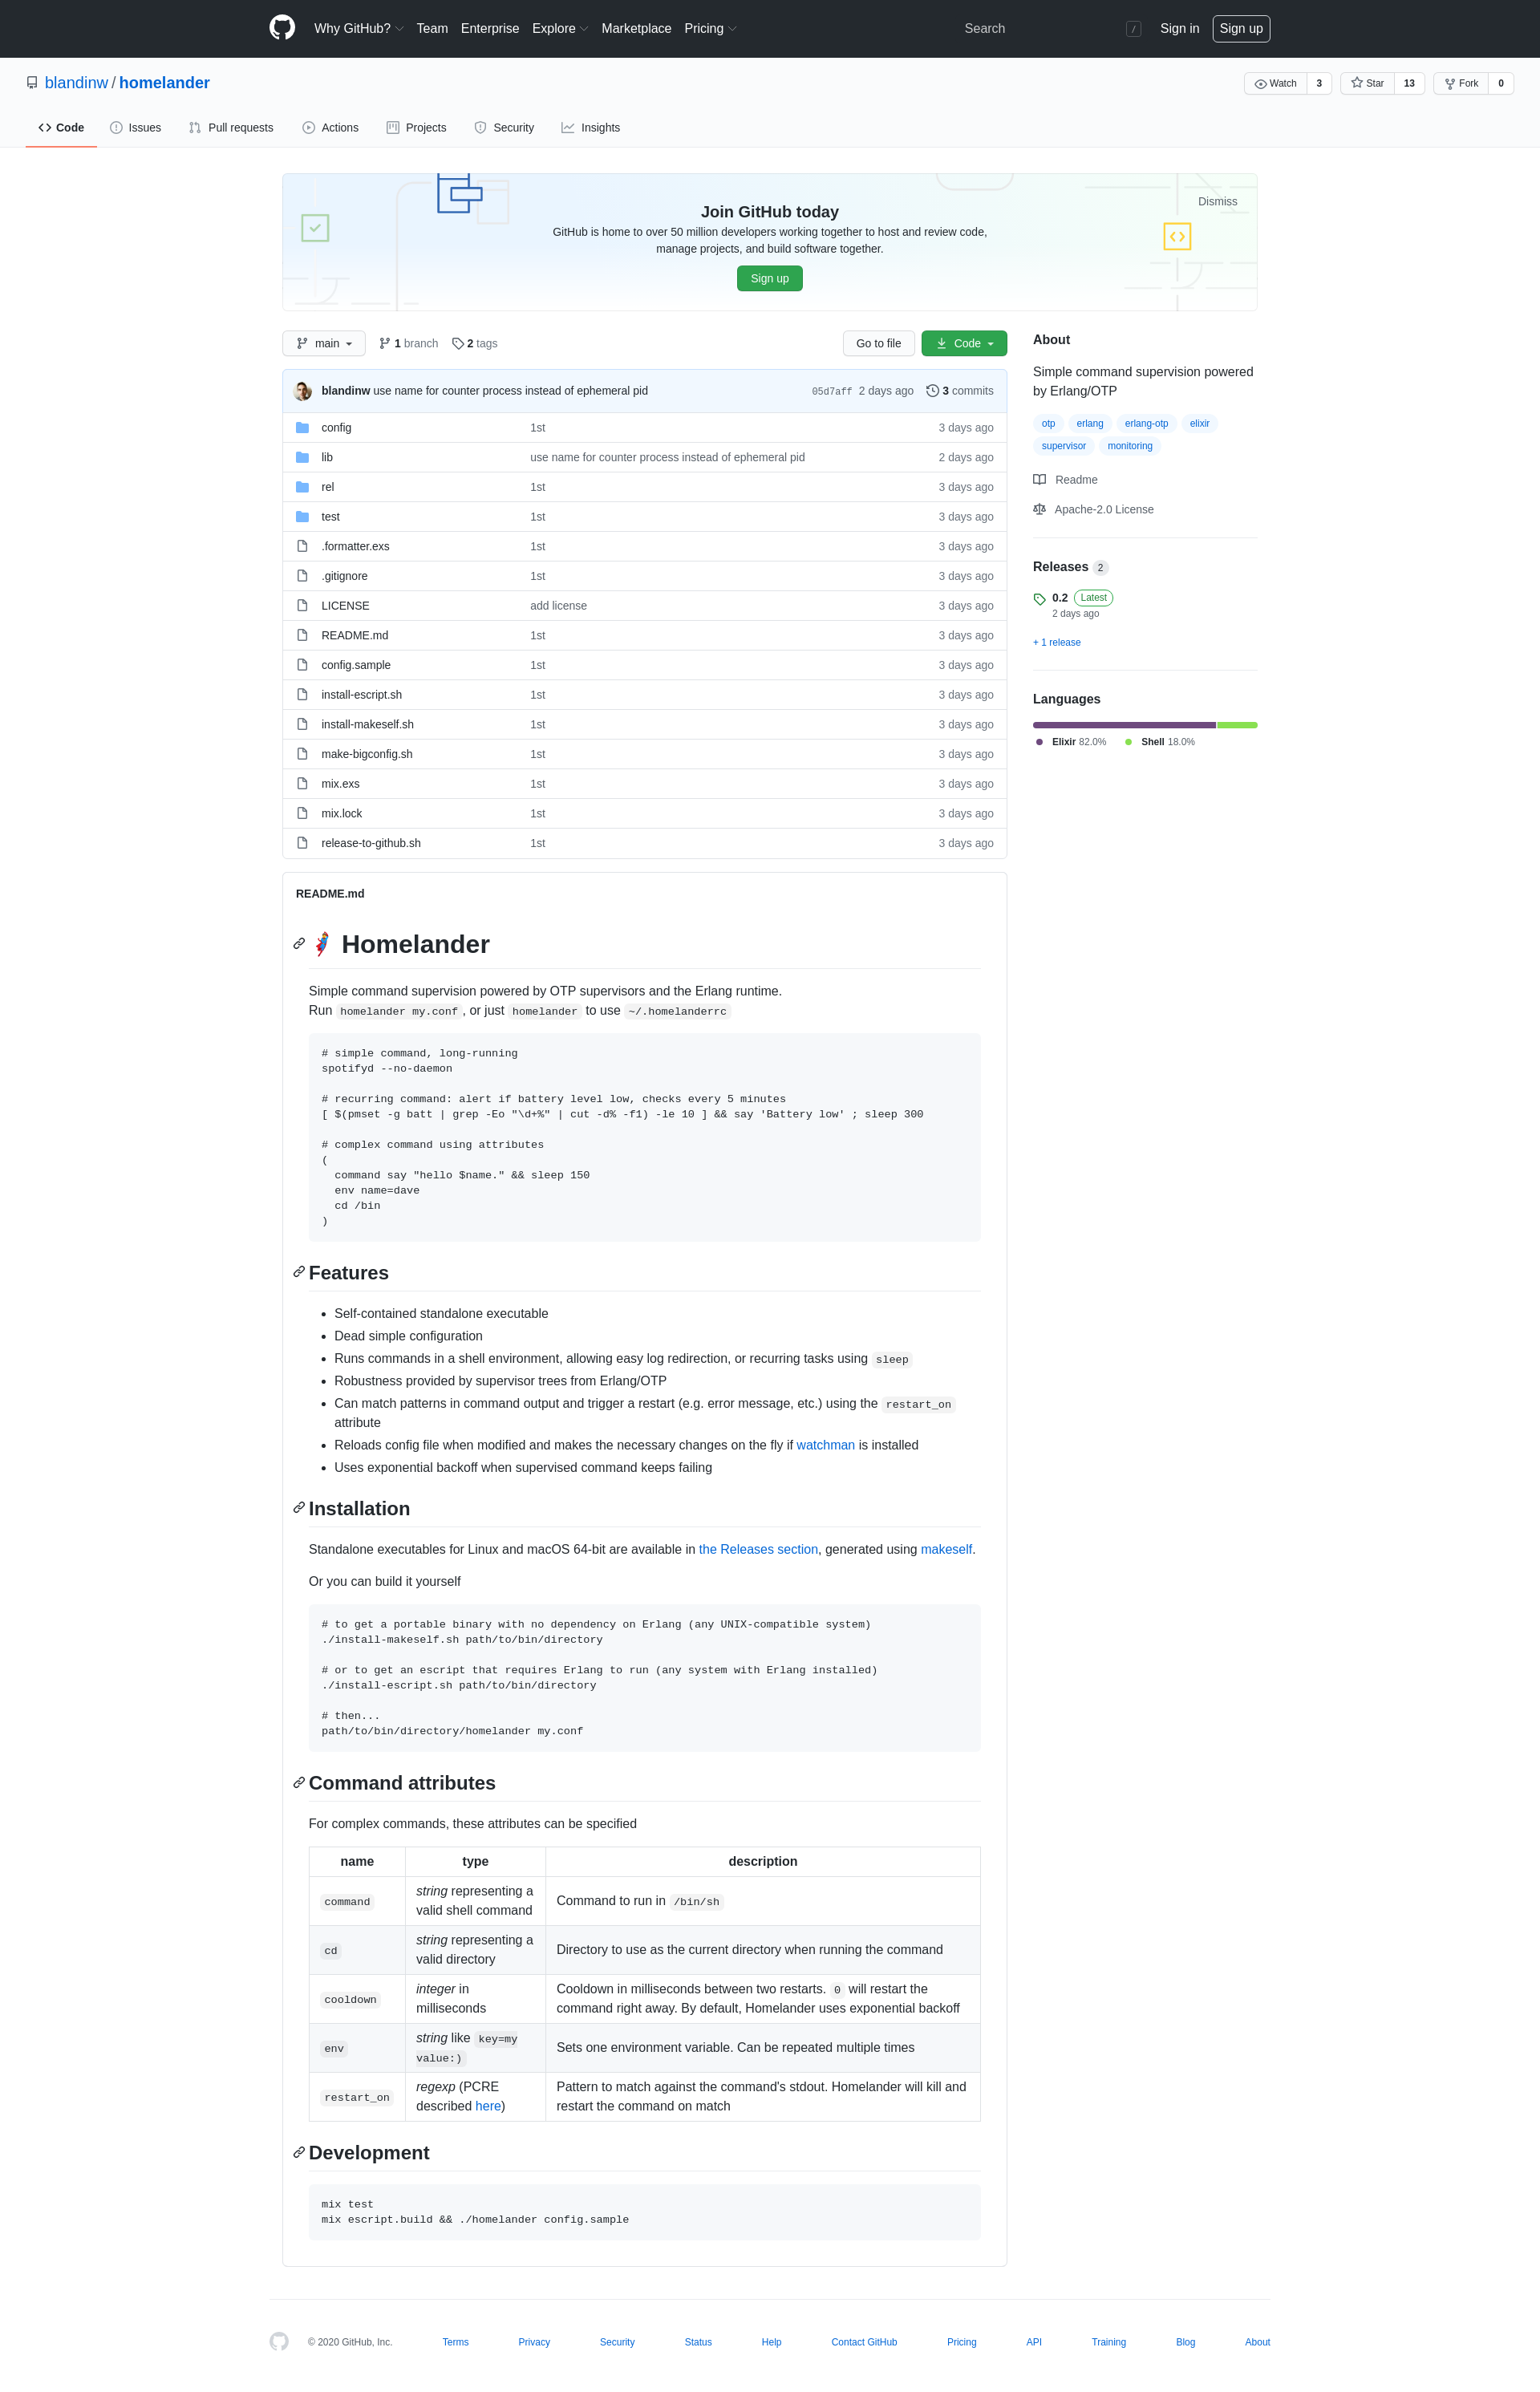 Why GitHub? Team Enterprise Explore Marketplace Pricing Search / Sign in Sign up
blandinw / homelander Watch 3 Star 13 Fork 0
Code Issues Pull requests Actions Projects Security Insights
Dismiss
Join GitHub today
GitHub is home to over 50 million developers working together to host and review code,
manage projects, and build software together.
Sign up
main 1 branch 2 tags Go to file Code
blandinw use name for counter process instead of ephemeral pid 05d7aff 2 days ago 3 commits
config 1st 3 days ago
lib use name for counter process instead of ephemeral pid 2 days ago
rel 1st 3 days ago
test 1st 3 days ago
.formatter.exs 1st 3 days ago
.gitignore 1st 3 days ago
LICENSE add license 3 days ago
README.md 1st 3 days ago
config.sample 1st 3 days ago
install-escript.sh 1st 3 days ago
install-makeself.sh 1st 3 days ago
make-bigconfig.sh 1st 3 days ago
mix.exs 1st 3 days ago
mix.lock 1st 3 days ago
release-to-github.sh 1st 3 days ago
README.md
Homelander
Simple command supervision powered by OTP supervisors and the Erlang runtime.
Run homelander my.conf, or just homelander to use ~/.homelanderrc
# simple command, long-running
spotifyd --no-daemon
# recurring command: alert if battery level low, checks every 5 minutes
[ $(pmset -g batt | grep -Eo "\d+%" | cut -d% -f1) -le 10 ] && say 'Battery low' ; sleep 300
# complex command using attributes
(
command say "hello $name." && sleep 150
env name=dave
cd /bin
)
Features
Self-contained standalone executable
Dead simple configuration
Runs commands in a shell environment, allowing easy log redirection, or recurring tasks using sleep
Robustness provided by supervisor trees from Erlang/OTP
Can match patterns in command output and trigger a restart (e.g. error message, etc.) using the restart_on
attribute
Reloads config file when modified and makes the necessary changes on the fly if watchman is installed
Uses exponential backoff when supervised command keeps failing
Installation
Standalone executables for Linux and macOS 64-bit are available in the Releases section, generated using makeself.
Or you can build it yourself
# to get a portable binary with no dependency on Erlang (any UNIX-compatible system)
./install-makeself.sh path/to/bin/directory
# or to get an escript that requires Erlang to run (any system with Erlang installed)
./install-escript.sh path/to/bin/directory
# then...
path/to/bin/directory/homelander my.conf
Command attributes
For complex commands, these attributes can be specified
name type description
command string representing a valid shell command Command to run in /bin/sh
cd string representing a valid directory Directory to use as the current directory when running the command
cooldown integer in milliseconds Cooldown in milliseconds between two restarts. 0 will restart the command right away. By default, Homelander uses exponential backoff
env string like key=my value:) Sets one environment variable. Can be repeated multiple times
restart_on regexp (PCRE described here) Pattern to match against the command's stdout. Homelander will kill and restart the command on match
Development
mix test
mix escript.build && ./homelander config.sample
About
Simple command supervision powered
by Erlang/OTP
otp erlang erlang-otp elixir
supervisor monitoring
Readme
Apache-2.0 License
Releases 2
0.2 Latest
2 days ago
+ 1 release
Languages
Elixir 82.0% Shell 18.0%
© 2020 GitHub, Inc. Terms Privacy Security Status Help Contact GitHub Pricing API Training Blog About